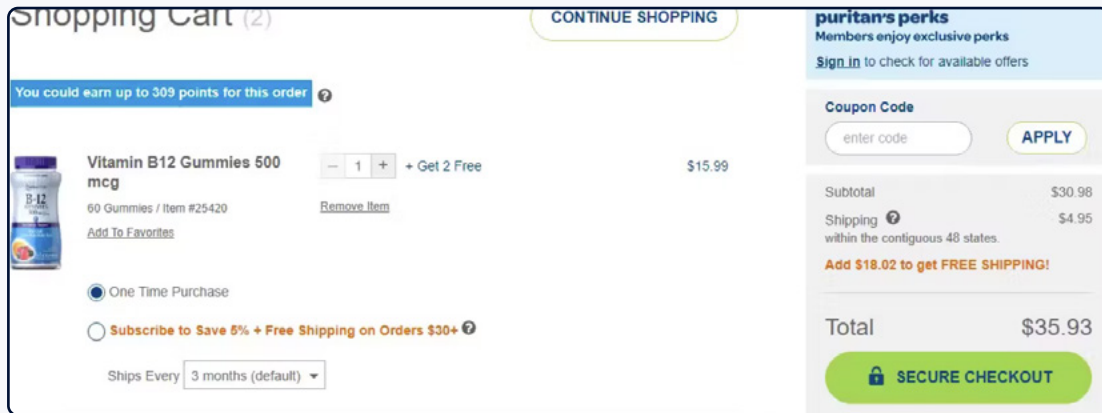 Shopping Cart (2)
CONTINUE SHOPPING
You could earn up to 309 points for this order ?
Vitamin B12 Gummies 500
mcg
60 Gummies / Item #25420
Add To Favorites
− 1 + + Get 2 Free
Remove Item
$15.99
B-12
One Time Purchase
Subscribe to Save 5% + Free Shipping on Orders $30+ ?
Ships Every 3 months (default)
puritan's perks
Members enjoy exclusive perks
Sign in to check for available offers
Coupon Code
enter code APPLY
Subtotal $30.98
Shipping ? $4.95
within the contiguous 48 states.
Add $18.02 to get FREE SHIPPING!
Total $35.93
SECURE CHECKOUT